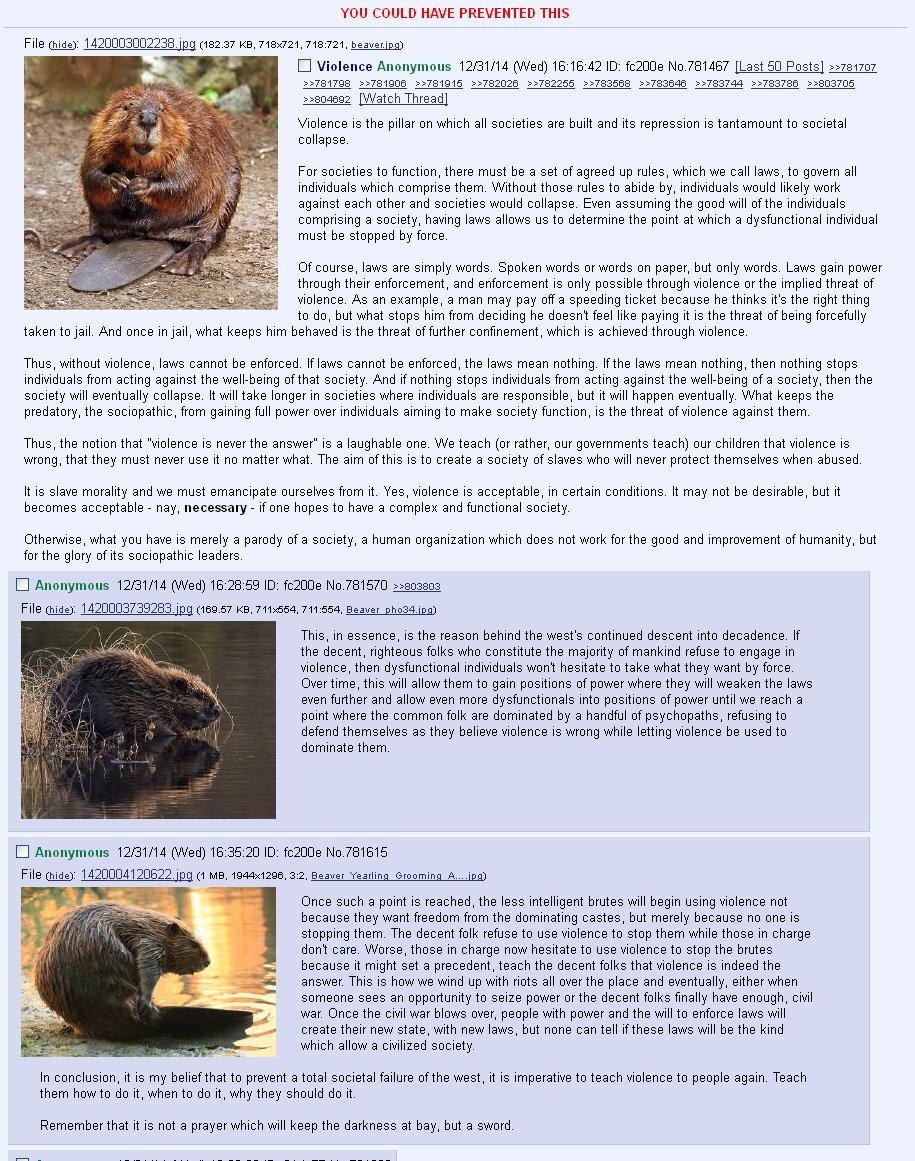 YOU COULD HAVE PREVENTED THIS
File (hide): 1420003002238.jpg (182.37 KB, 718x721, 718:721, beaver.jpg)
Violence Anonymous 12/31/14 (Wed) 16:16:42 ID: fc200e No.781467 [Last 50 Posts] >>781707
>>781798 >>781906 >>781915 >>782026 >>782255 >>783568 >>783646 >>783744 >>783786 >>803705
>>804692 [Watch Thread]
Violence is the pillar on which all societies are built and its repression is tantamount to societal
collapse.
For societies to function, there must be a set of agreed up rules, which we call laws, to govern all
individuals which comprise them. Without those rules to abide by, individuals would likely work
against each other and societies would collapse. Even assuming the good will of the individuals
comprising a society, having laws allows us to determine the point at which a dysfunctional individual
must be stopped by force.
Of course, laws are simply words. Spoken words or words on paper, but only words. Laws gain power
through their enforcement, and enforcement is only possible through violence or the implied threat of
violence. As an example, a man may pay off a speeding ticket because he thinks it's the right thing
to do, but what stops him from deciding he doesn't feel like paying it is the threat of being forcefully
taken to jail. And once in jail, what keeps him behaved is the threat of further confinement, which is achieved through violence.
Thus, without violence, laws cannot be enforced. If laws cannot be enforced, the laws mean nothing. If the laws mean nothing, then nothing stops
individuals from acting against the well-being of that society. And if nothing stops individuals from acting against the well-being of a society, then the
society will eventually collapse. It will take longer in societies where individuals are responsible, but it will happen eventually. What keeps the
predatory, the sociopathic, from gaining full power over individuals aiming to make society function, is the threat of violence against them.
Thus, the notion that "violence is never the answer" is a laughable one. We teach (or rather, our governments teach) our children that violence is
wrong, that they must never use it no matter what. The aim of this is to create a society of slaves who will never protect themselves when abused.
It is slave morality and we must emancipate ourselves from it. Yes, violence is acceptable, in certain conditions. It may not be desirable, but it
becomes acceptable - nay, necessary - if one hopes to have a complex and functional society.
Otherwise, what you have is merely a parody of a society, a human organization which does not work for the good and improvement of humanity, but
for the glory of its sociopathic leaders.
Anonymous 12/31/14 (Wed) 16:28:59 ID: fc200e No.781570 >>803803
File (hide): 1420003739283.jpg (169.57 KB, 711x554, 711:554, Beaver_pho34.jpg)
This, in essence, is the reason behind the west's continued descent into decadence. If
the decent, righteous folks who constitute the majority of mankind refuse to engage in
violence, then dysfunctional individuals won't hesitate to take what they want by force.
Over time, this will allow them to gain positions of power where they will weaken the laws
even further and allow even more dysfunctionals into positions of power until we reach a
point where the common folk are dominated by a handful of psychopaths, refusing to
defend themselves as they believe violence is wrong while letting violence be used to
dominate them.
Anonymous 12/31/14 (Wed) 16:35:20 ID: fc200e No.781615
File (hide): 1420004120622.jpg (1 MB, 1944x1296, 3:2, Beaver_Yearling_Grooming_A....jpg)
Once such a point is reached, the less intelligent brutes will begin using violence not
because they want freedom from the dominating castes, but merely because no one is
stopping them. The decent folk refuse to use violence to stop them while those in charge
don't care. Worse, those in charge now hesitate to use violence to stop the brutes
because it might set a precedent, teach the decent folks that violence is indeed the
answer. This is how we wind up with riots all over the place and eventually, either when
someone sees an opportunity to seize power or the decent folks finally have enough, civil
war. Once the civil war blows over, people with power and the will to enforce laws will
create their new state, with new laws, but none can tell if these laws will be the kind
which allow a civilized society.
In conclusion, it is my belief that to prevent a total societal failure of the west, it is imperative to teach violence to people again. Teach
them how to do it, when to do it, why they should do it.
Remember that it is not a prayer which will keep the darkness at bay, but a sword.